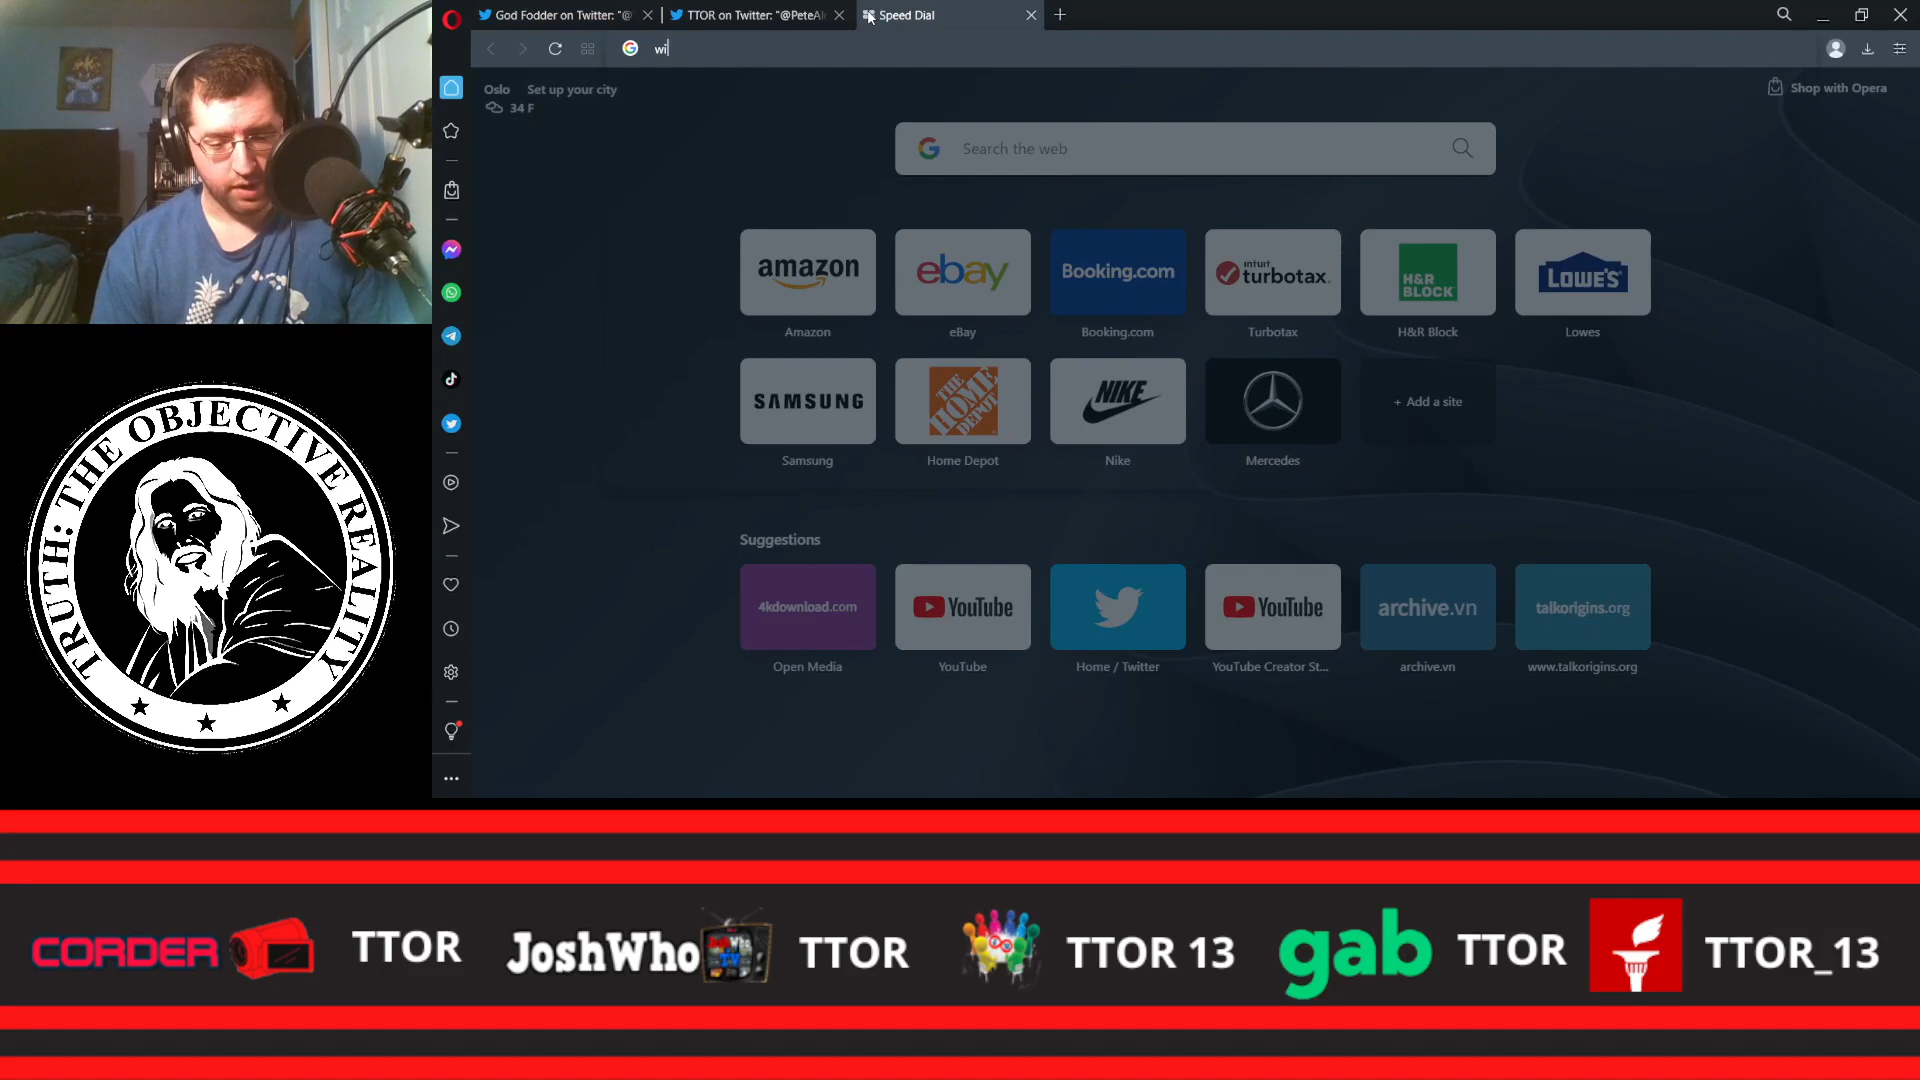 God Fodder on Twitter: "@
TTOR on Twitter: "@PeteAl
Speed Dial
wi
Oslo Set up your city
34 F
Shop with Opera
Search the web
amazon
ebay
Booking.com
intuit turbotax.
H&R BLOCK
LOWE'S
Amazon
eBay
Booking.com
Turbotax
H&R Block
Lowes
SAMSUNG
THE HOME DEPOT
NIKE
+ Add a site
Samsung
Home Depot
Nike
Mercedes
Suggestions
4kdownload.com
YouTube
YouTube
archive.vn
talkorigins.org
Open Media
YouTube
Home / Twitter
YouTube Creator St...
archive.vn
www.talkorigins.org
TRUTH: THE OBJECTIVE REALITY
CORDER
TTOR
JoshWho
TV
TTOR
TTOR 13
gab
TTOR
TTOR_13